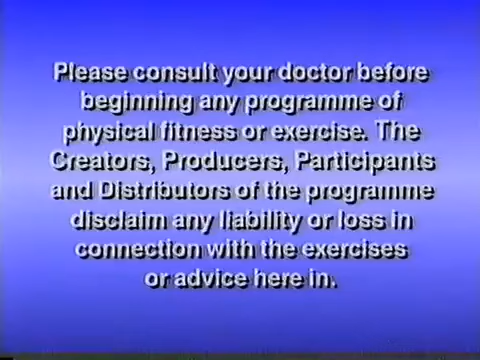 Please consult your doctor before
beginning any programme of
physical fitness or exercise. The
Creators, Producers, Participants
and Distributors of the programme
disclaim any liability or loss in
connection with the exercises
or advice here in.